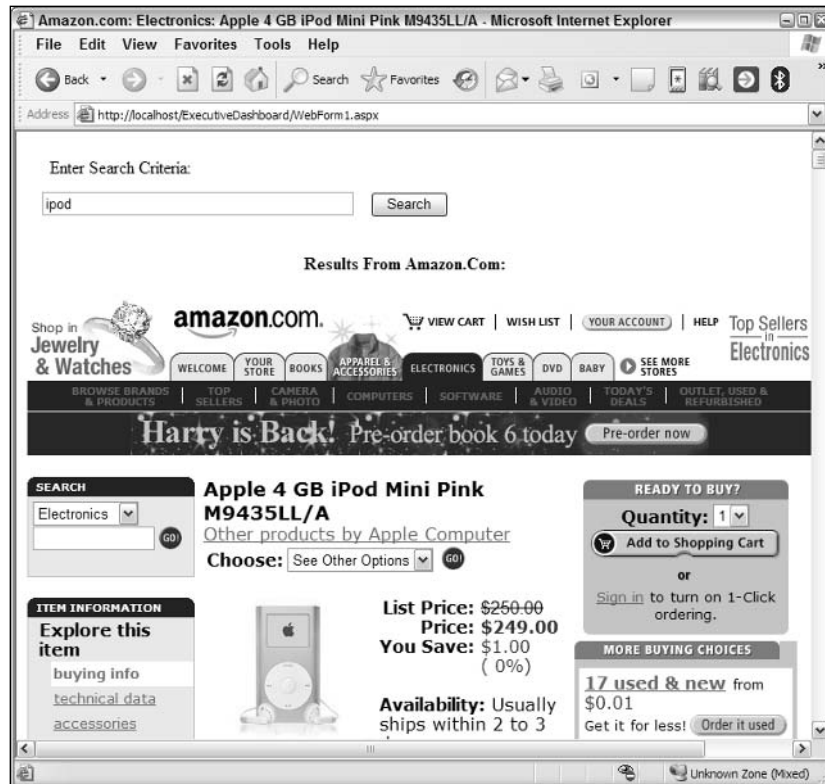 Amazon.com: Electronics: Apple 4 GB iPod Mini Pink M9435LL/A - Microsoft Internet Explorer
File Edit View Favorites Tools Help
Back Search Favorites
Address http://localhost/ExecutiveDashboard/WebForm1.aspx
Enter Search Criteria:
ipod Search
Results From Amazon.Com:
Shop in
Jewelry
& Watches
amazon.com.
VIEW CART | WISH LIST | YOUR ACCOUNT | HELP
Top Sellers
in
Electronics
WELCOME YOUR STORE BOOKS APPAREL & ACCESSORIES ELECTRONICS TOYS & GAMES DVD BABY SEE MORE STORES
BROWSE BRANDS & PRODUCTS | TOP SELLERS | CAMERA & PHOTO | COMPUTERS | SOFTWARE | AUDIO & VIDEO | TODAY'S DEALS | OUTLET, USED & REFURBISHED
Harry is Back! Pre-order book 6 today Pre-order now
SEARCH
Electronics
GO!
Apple 4 GB iPod Mini Pink
M9435LL/A
Other products by Apple Computer
Choose: See Other Options GO!
READY TO BUY?
Quantity: 1
Add to Shopping Cart
or
Sign in to turn on 1-Click
ordering.
ITEM INFORMATION
Explore this
item
buying info
technical data
accessories
List Price: $250.00
Price: $249.00
You Save: $1.00
( 0%)
Availability: Usually
ships within 2 to 3
MORE BUYING CHOICES
17 used & new from
$0.01
Get it for less! Order it used
Unknown Zone (Mixed)